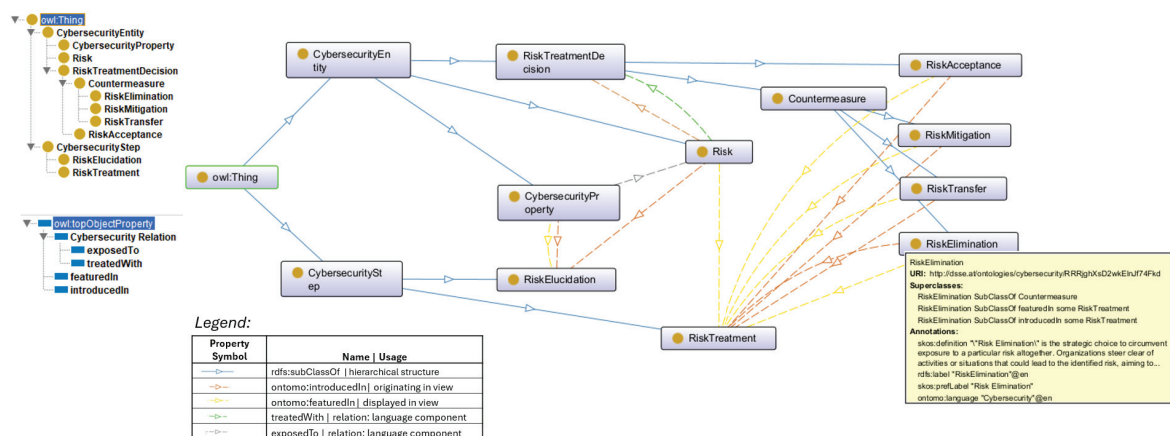 owl:Thing
CybersecurityEntity
CybersecurityProperty
Risk
RiskTreatmentDecision
Countermeasure
RiskElimination
RiskMitigation
RiskTransfer
RiskAcceptance
CybersecurityStep
RiskElucidation
RiskTreatment
owl:topObjectProperty
Cybersecurity Relation
exposedTo
treatedWith
featuredIn
introducedIn
owl:Thing
CybersecurityEn
tity
CybersecuritySt
ep
RiskTreatmentDe
cision
CybersecurityPr
operty
RiskElucidation
Risk
RiskTreatment
Countermeasure
RiskAcceptance
RiskMitigation
RiskTransfer
RiskElimination
RiskElimination
URI: http://dsse.at/ontologies/cybersecurity/RRRjghXsD2wkElnJf74Fkd
Superclasses:
RiskElimination SubClassOf Countermeasure
RiskElimination SubClassOf featuredIn some RiskTreatment
RiskElimination SubClassOf introducedIn some RiskTreatment
Annotations:
skos:definition "\"Risk Elimination\" is the strategic choice to circumvent
exposure to a particular risk altogether. Organizations steer clear of
activities or situations that could lead to the identified risk, aiming to...
rdfs:label "RiskElimination"@en
skos:prefLabel "Risk Elimination"
ontomo:language "Cybersecurity"@en
Legend:
Property
Symbol
Name | Usage
rdfs:subClassOf | hierarchical structure
ontomo:introducedIn| originating in view
ontomo:featuredIn | displayed in view
treatedWith | relation: language component
exposedTo | relation: language component